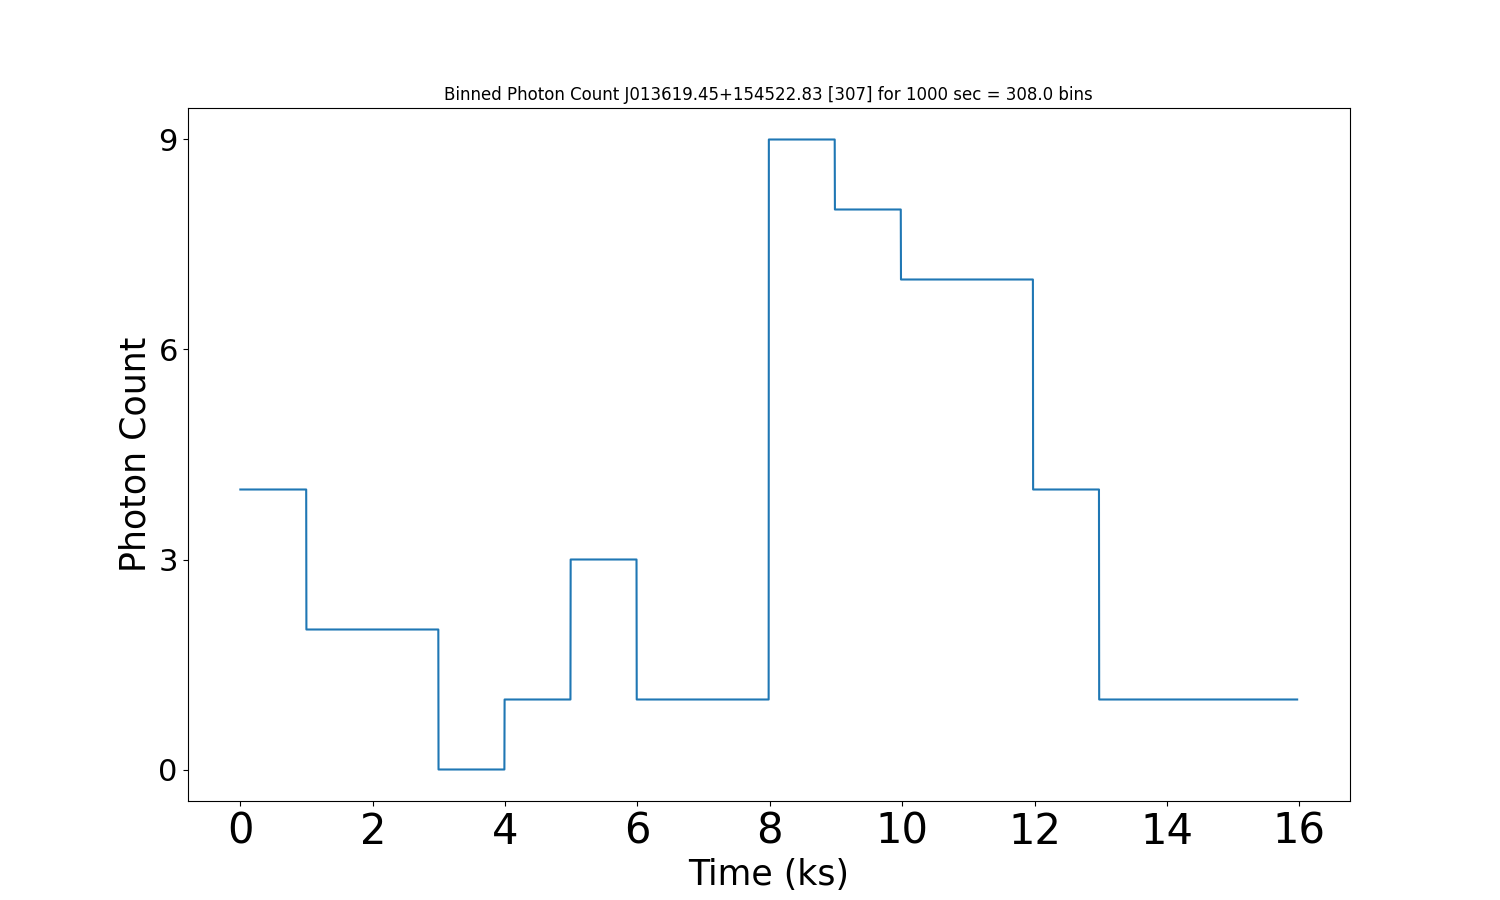 Binned Photon Count J013619.45+154522.83 [307] for 1000 sec = 308.0 bins
9
6
3
0
Photon Count
0 2 4 6 8 10 12 14 16
Time (ks)